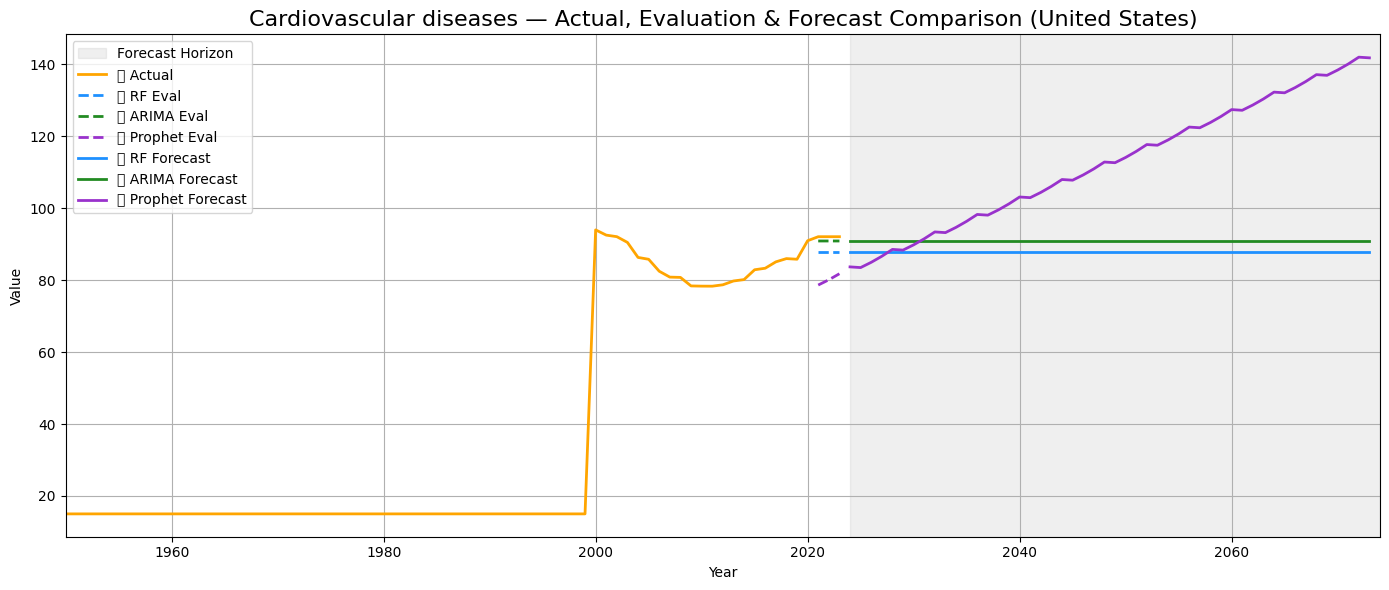 Cardiovascular diseases — Actual, Evaluation & Forecast Comparison (United States)
Forecast Horizon
Actual
RF Eval
ARIMA Eval
Prophet Eval
RF Forecast
ARIMA Forecast
Prophet Forecast
Value
140
120
100
80
60
40
20
1960
1980
2000
2020
2040
2060
Year